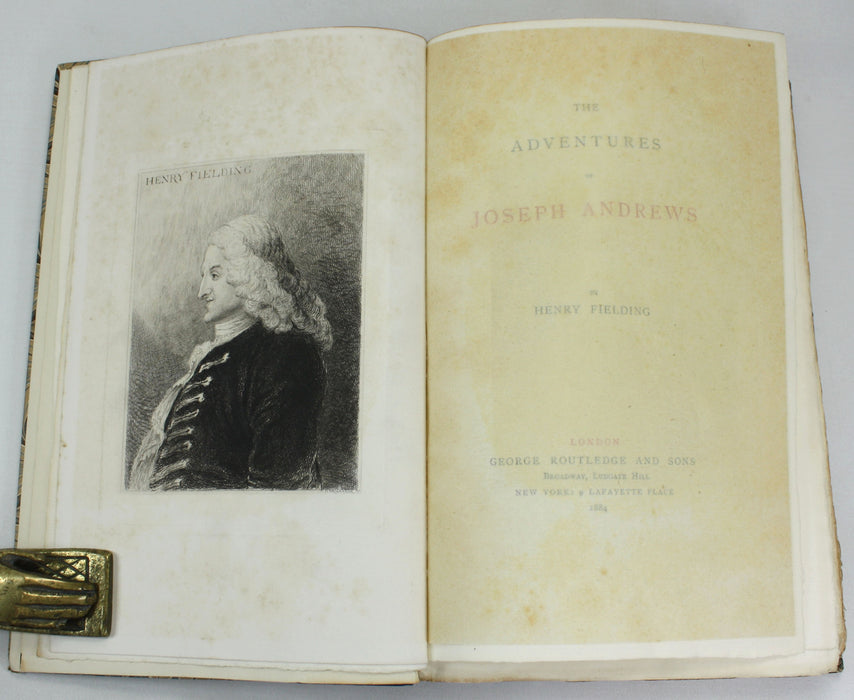 HENRY FIELDING
THE
ADVENTURES
OF
JOSEPH ANDREWS
BY
HENRY FIELDING
LONDON
GEORGE ROUTLEDGE AND SONS
BROADWAY, LUDGATE HILL
NEW YORK: 9 LAFAYETTE PLACE
1884